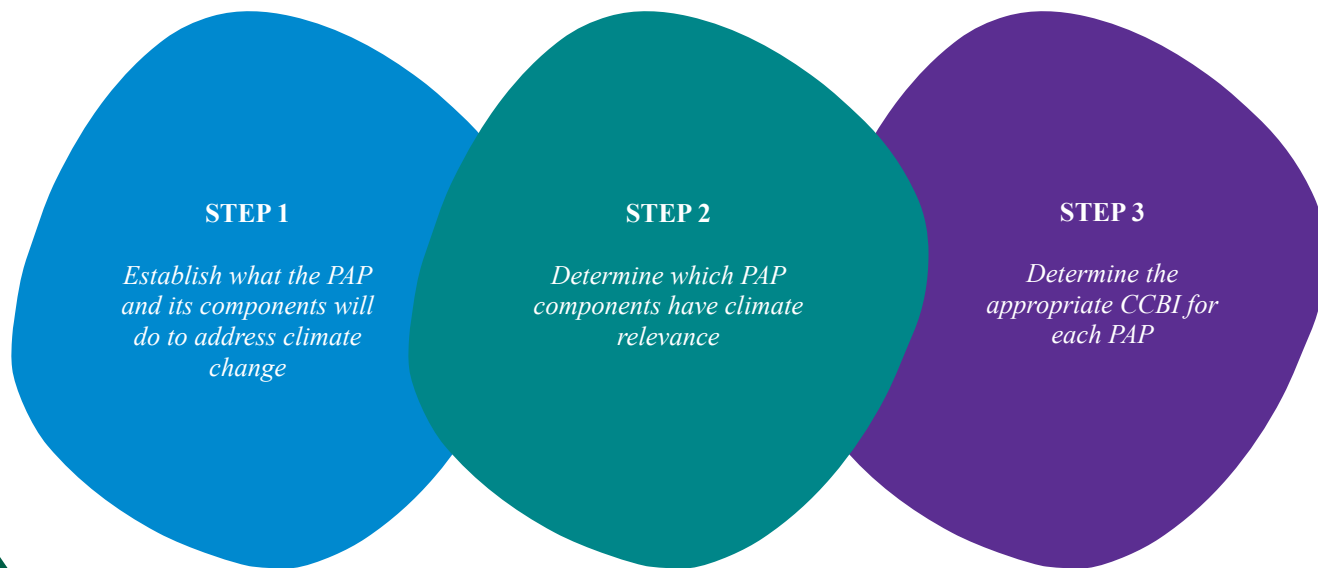 STEP 1
Establish what the PAP
and its components will
do to address climate
change
STEP 2
Determine which PAP
components have climate
relevance
STEP 3
Determine the
appropriate CCBI for
each PAP